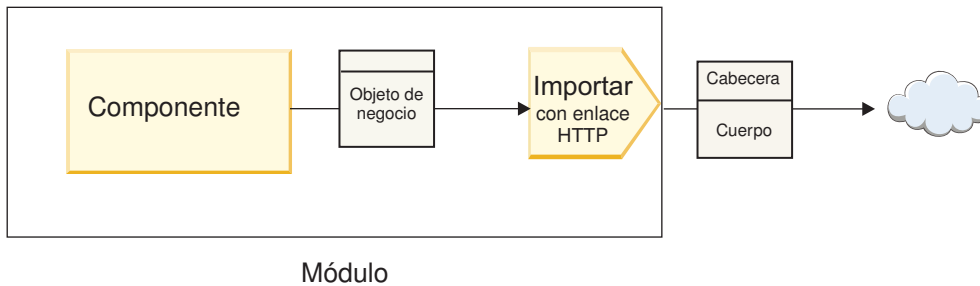 Componente
Objeto de
negocio
Importar
con enlace
HTTP
Cabecera
Cuerpo
Módulo